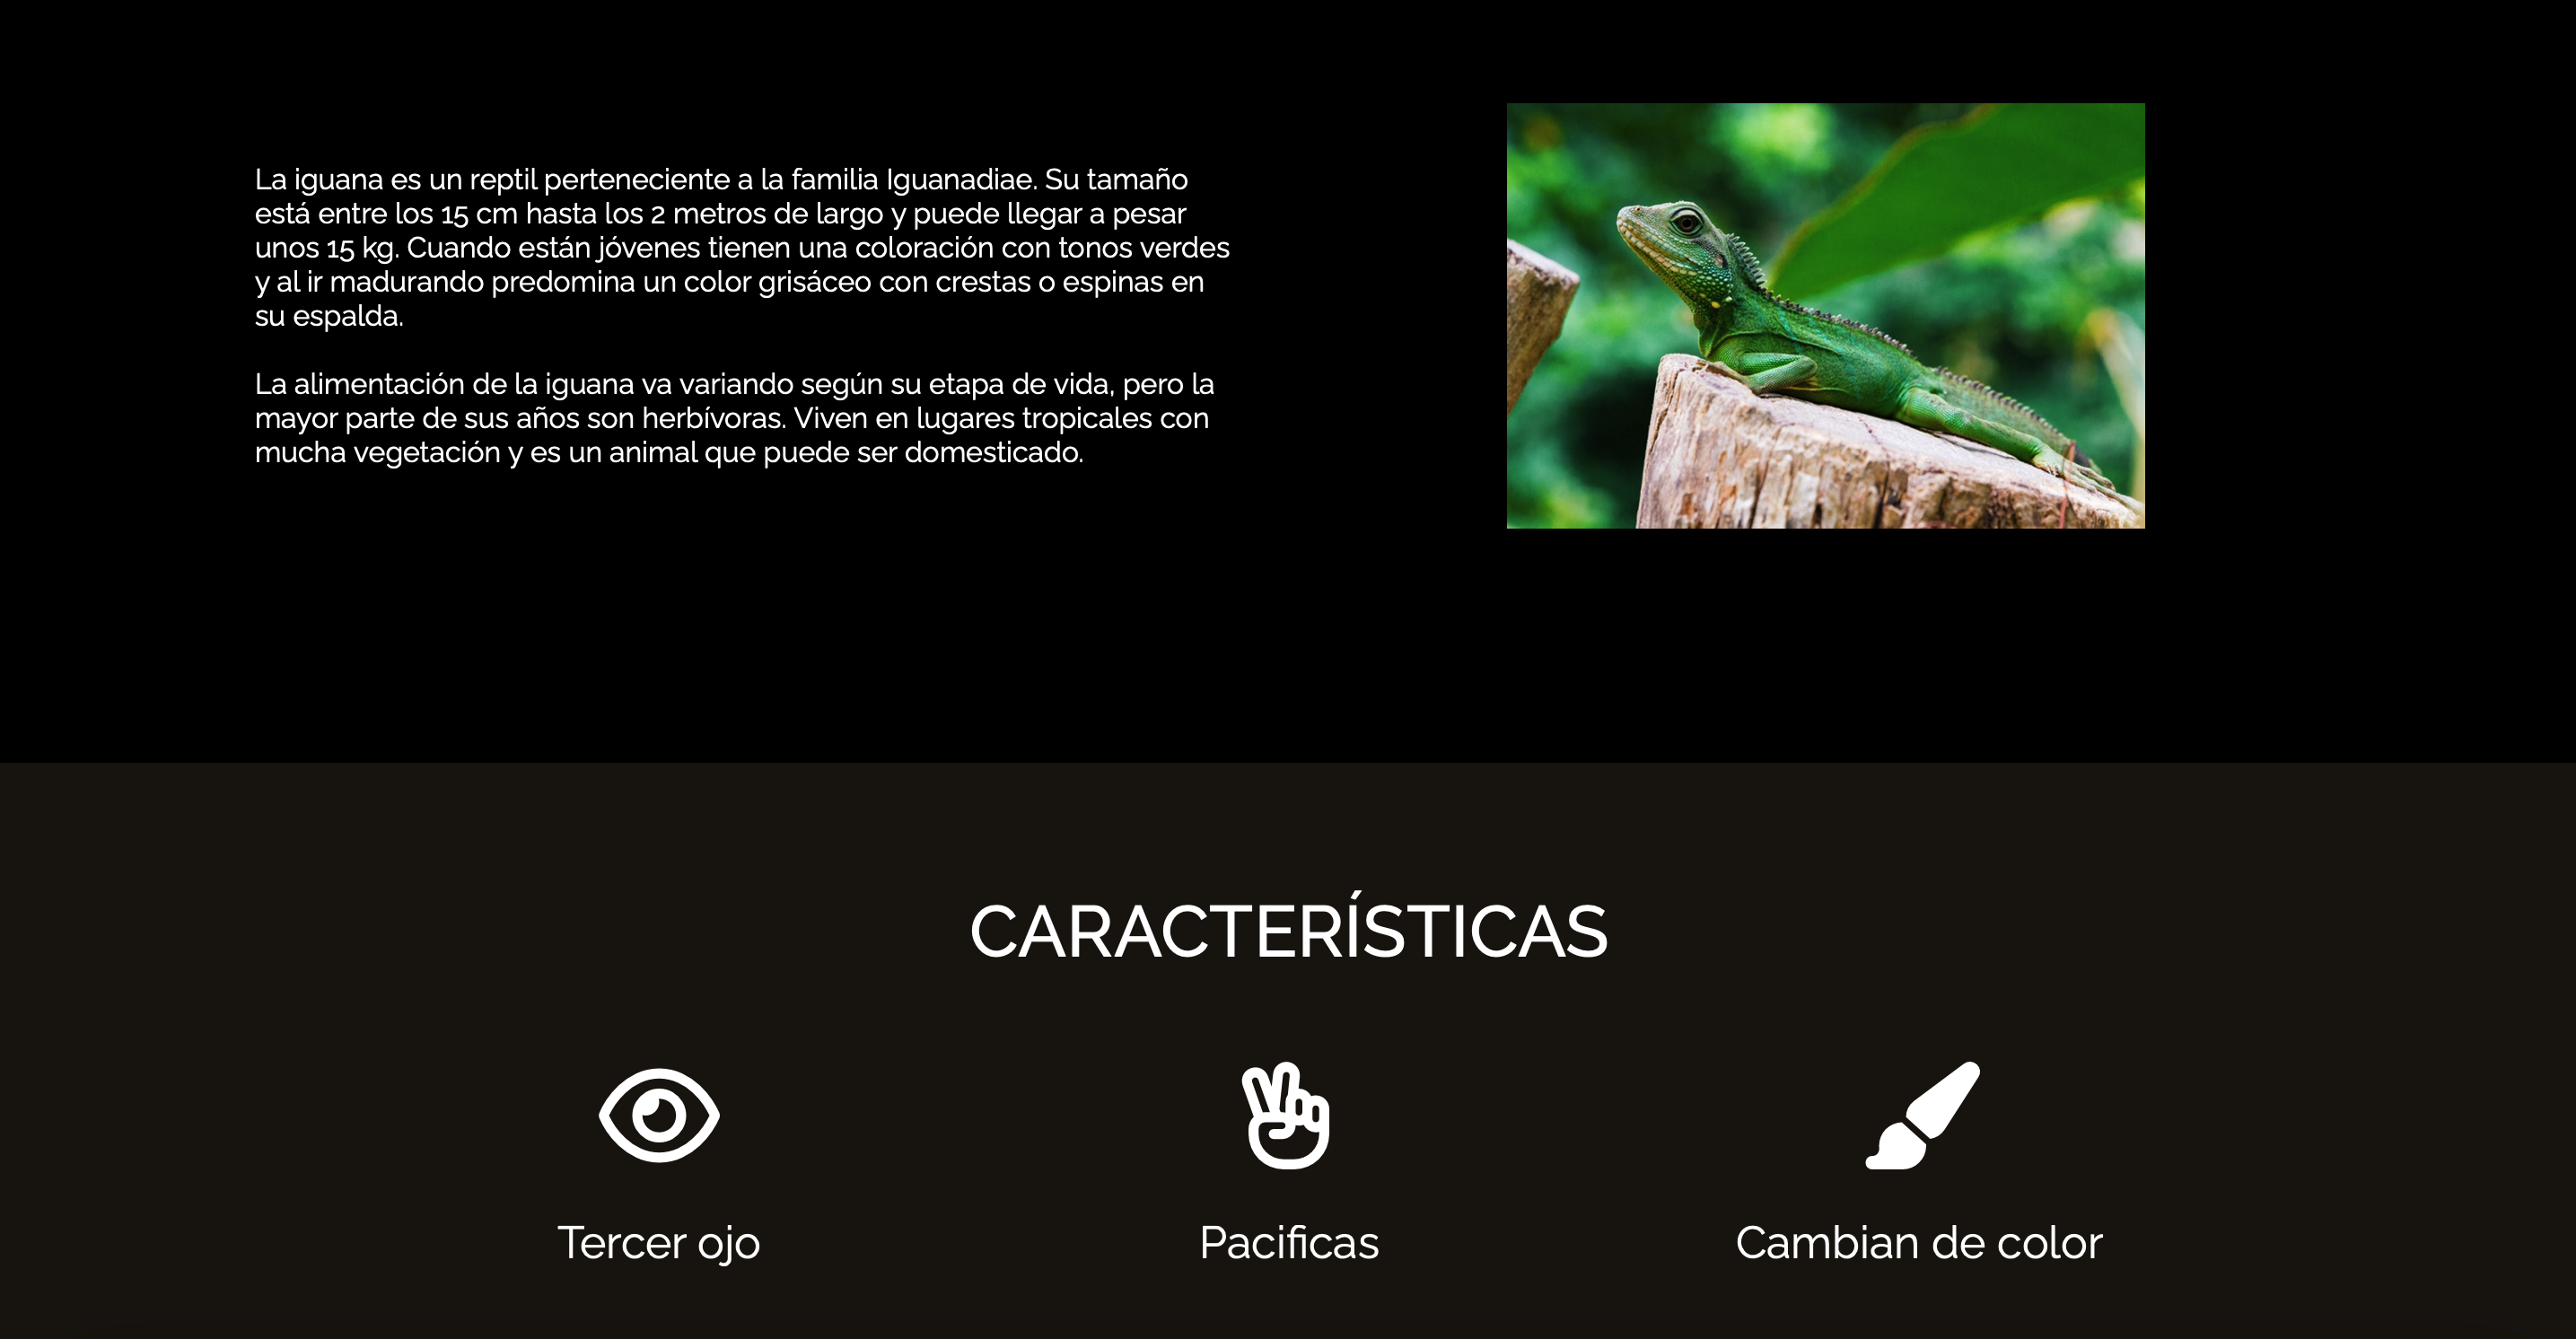 La iguana es un reptil perteneciente a la familia Iguanadiae. Su tamaño
está entre los 15 cm hasta los 2 metros de largo y puede llegar a pesar
unos 15 kg. Cuando están jóvenes tienen una coloración con tonos verdes
y al ir madurando predomina un color grisáceo con crestas o espinas en
su espalda.
La alimentación de la iguana va variando según su etapa de vida, pero la
mayor parte de sus años son herbívoras. Viven en lugares tropicales con
mucha vegetación y es un animal que puede ser domesticado.
CARACTERÍSTICAS
Tercer ojo
Pacificas
Cambian de color